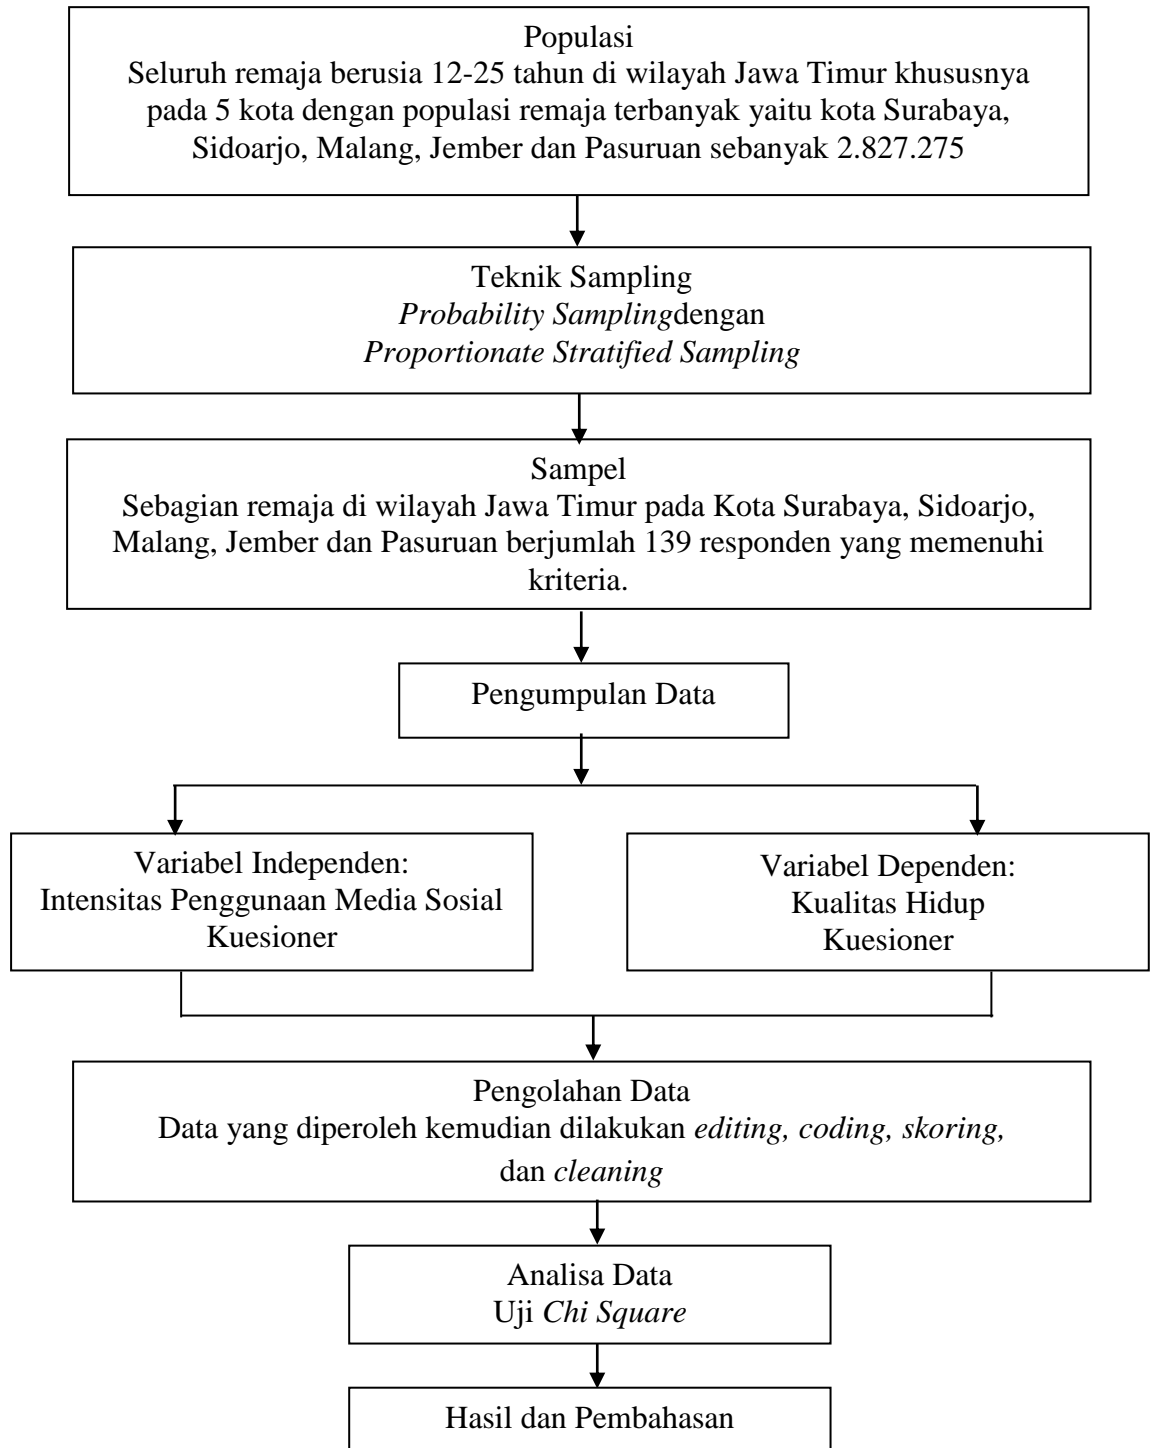 Populasi
Seluruh remaja berusia 12-25 tahun di wilayah Jawa Timur khususnya
pada 5 kota dengan populasi remaja terbanyak yaitu kota Surabaya,
Sidoarjo, Malang, Jember dan Pasuruan sebanyak 2.827.275
Teknik Sampling
Probability Samplingdengan
Proportionate Stratified Sampling
Sampel
Sebagian remaja di wilayah Jawa Timur pada Kota Surabaya, Sidoarjo,
Malang, Jember dan Pasuruan berjumlah 139 responden yang memenuhi
kriteria.
Pengumpulan Data
Variabel Independen:
Intensitas Penggunaan Media Sosial
Kuesioner
Variabel Dependen:
Kualitas Hidup
Kuesioner
Pengolahan Data
Data yang diperoleh kemudian dilakukan editing, coding, skoring,
dan cleaning
Analisa Data
Uji Chi Square
Hasil dan Pembahasan